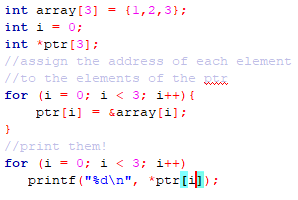 int array[3] = {1,2,3};
int i = 0;
int *ptr[3];
//assign the address of each element
//to the elements of the ptr
for (i = 0; i < 3; i++){
    ptr[i] = &array[i];
}
//print them!
for (i = 0; i < 3; i++)
   printf("%d\n", *ptr[i]);